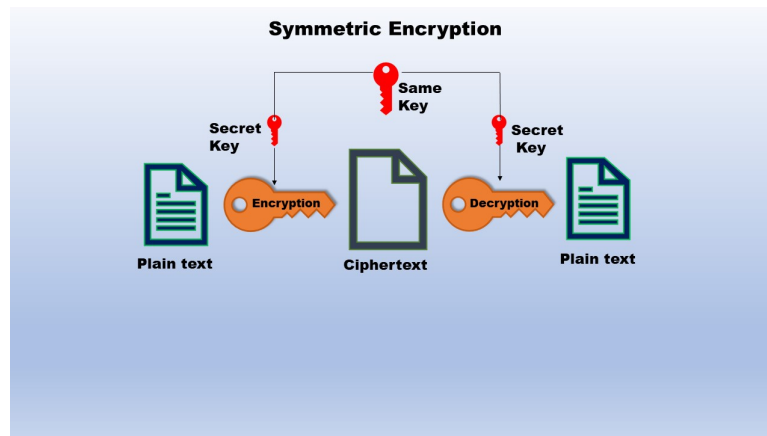 Symmetric Encryption
Same
Key
Secret
Key
Secret
Key
Encryption
Decryption
Plain text
Ciphertext
Plain text